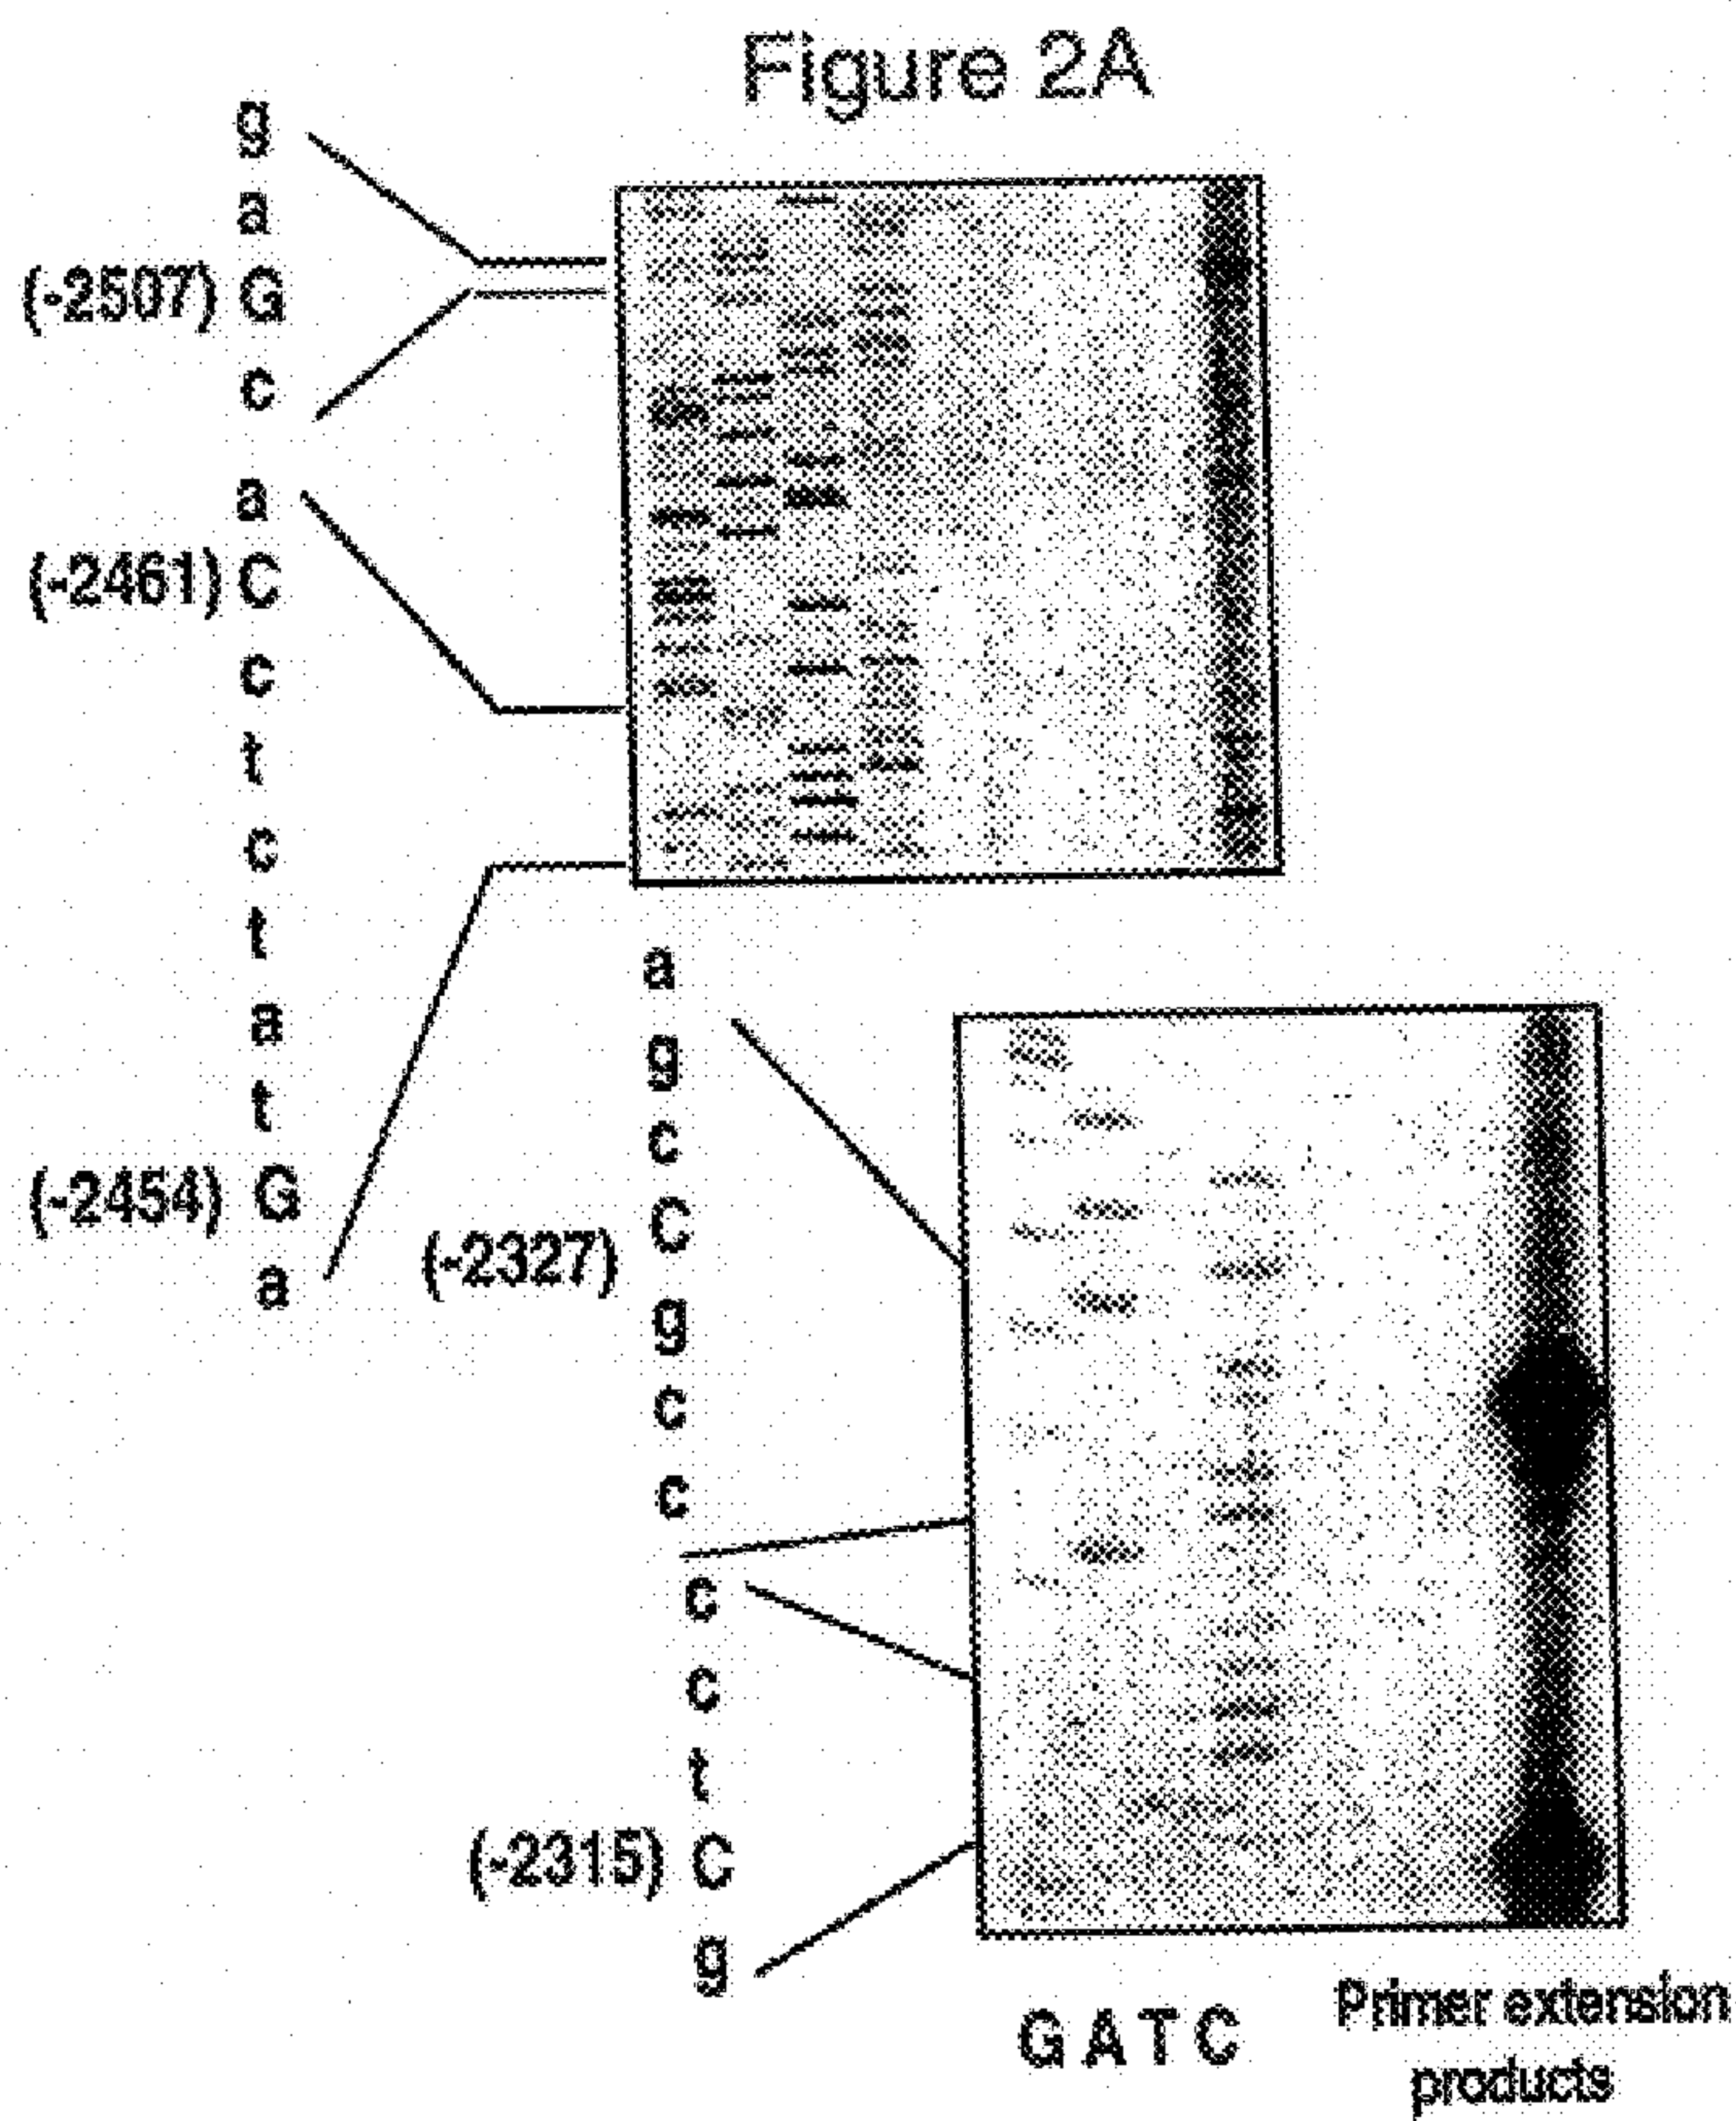 Figure 2A
g
a
(-2507) G
c
a
(-2461) C
c
t
c
t
a
t
(-2454) G
a
a
g
c
(-2327) C
g
c
c
c
c
t
(-2315) C
g
G A T C
Primer extension
products